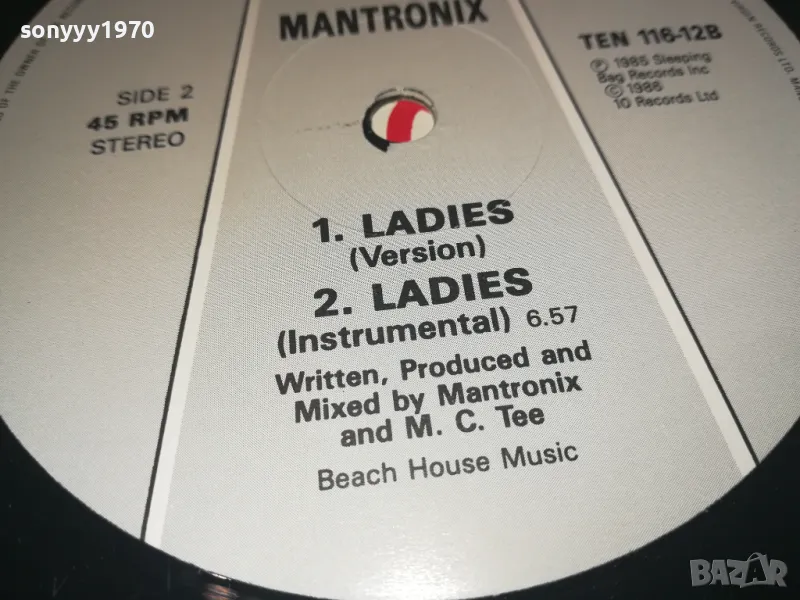 sonyyy1970
MANTRONIX
SIDE 2
45 RPM
STEREO
TEN 116-12B
Ⓟ 1985 Sleeping
Bag Records Inc
© 1986
10 Records Ltd
1. LADIES
(Version)
2. LADIES
(Instrumental) 6.57
Written, Produced and
Mixed by Mantronix
and M. C. Tee
Beach House Music
BAZAR